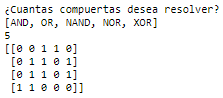 ¿Cuantas compuertas desea resolver?
[AND, OR, NAND, NOR, XOR]
5
[[0 0 1 1 0]
 [0 1 1 0 1]
 [0 1 1 0 1]
 [1 1 0 0 0]]